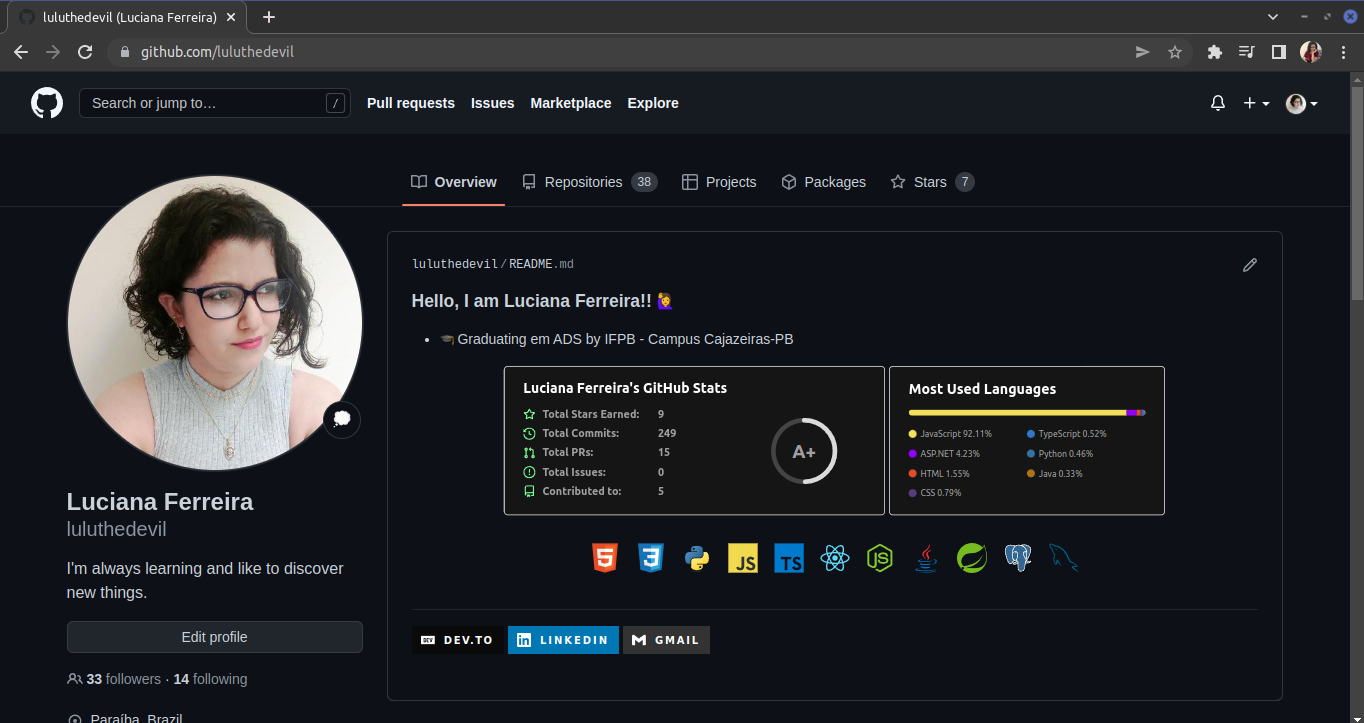 luluthedevil (Luciana Ferreira)
github.com/luluthedevil
Search or jump to… /
Pull requests Issues Marketplace Explore
Overview Repositories 38 Projects Packages Stars 7
luluthedevil/README.md
Hello, I am Luciana Ferreira!!
Graduating em ADS by IFPB - Campus Cajazeiras-PB
Luciana Ferreira's GitHub Stats
Total Stars Earned: 9
Total Commits: 249
Total PRs: 15
Total Issues: 0
Contributed to: 5
A+
Most Used Languages
JavaScript 92.11%
ASP.NET 4.23%
HTML 1.55%
CSS 0.79%
TypeScript 0.52%
Python 0.46%
Java 0.33%
5 3 JS TS JS
DEV DEV.TO in LINKEDIN GMAIL
Luciana Ferreira
luluthedevil
I'm always learning and like to discover
new things.
Edit profile
33 followers · 14 following
Paraíba, Brazil